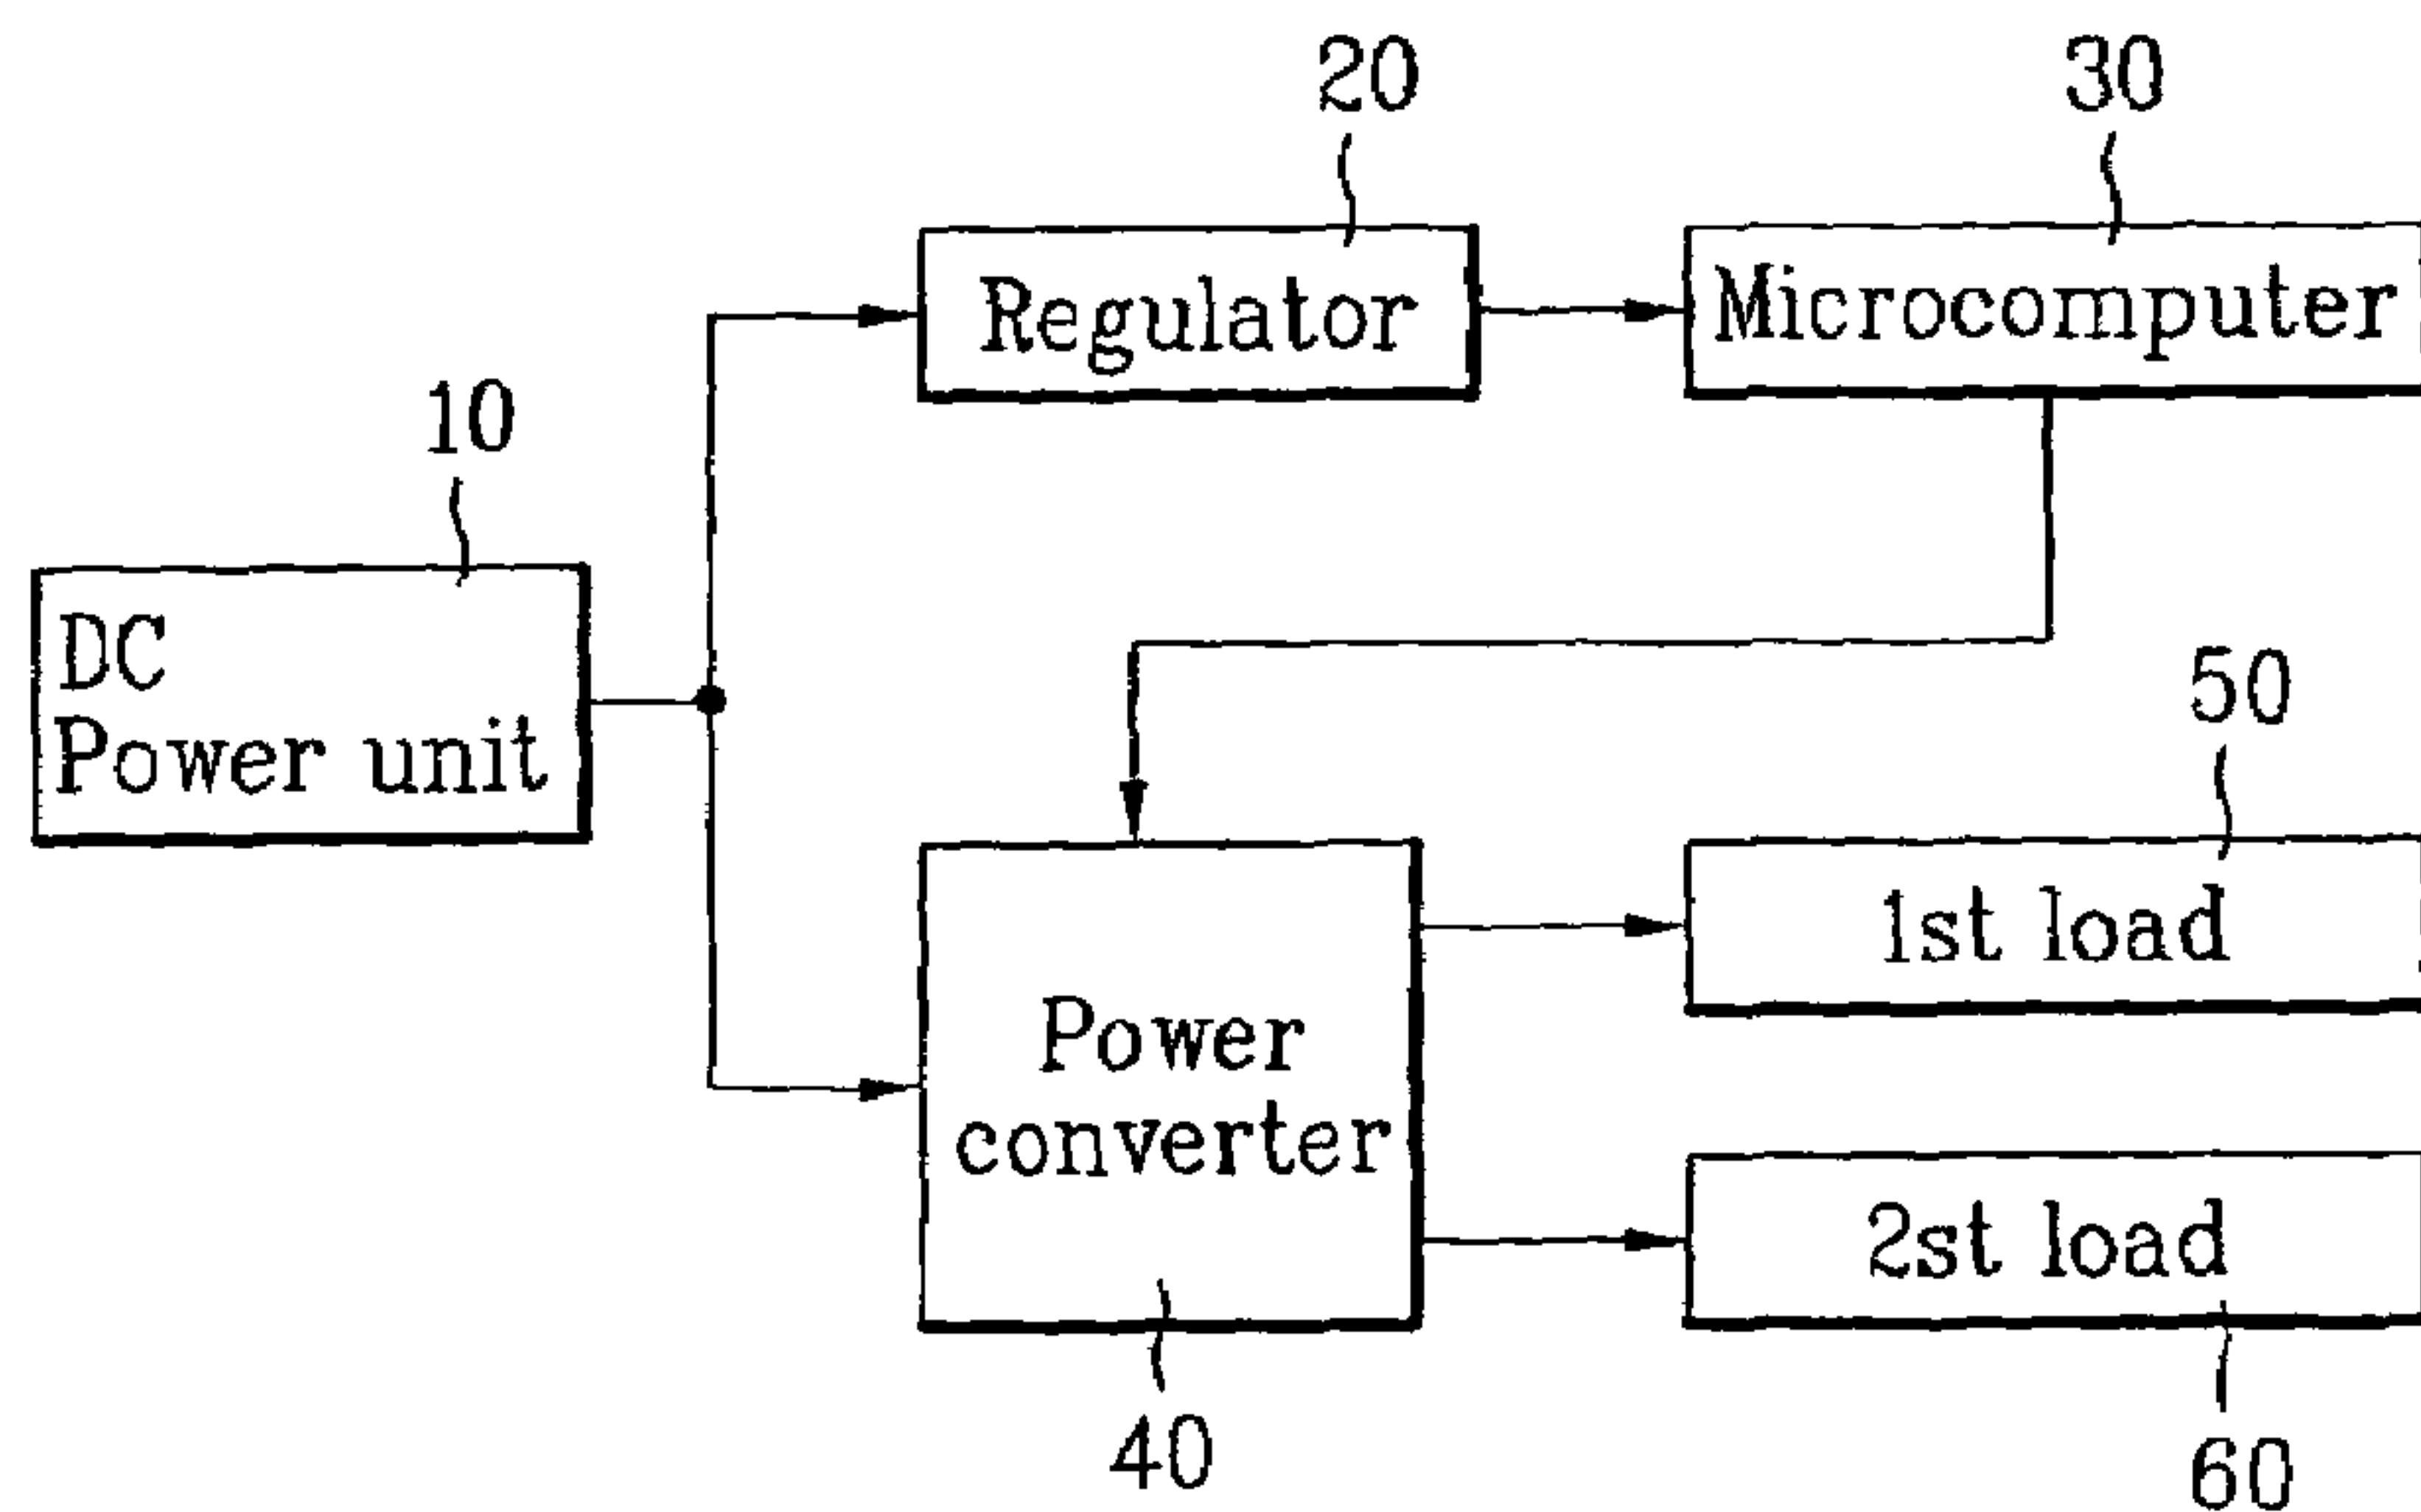 20
30
Regulator
Microcomputer
10
DC
Power unit
50
1st load
Power
converter
2st load
40
60